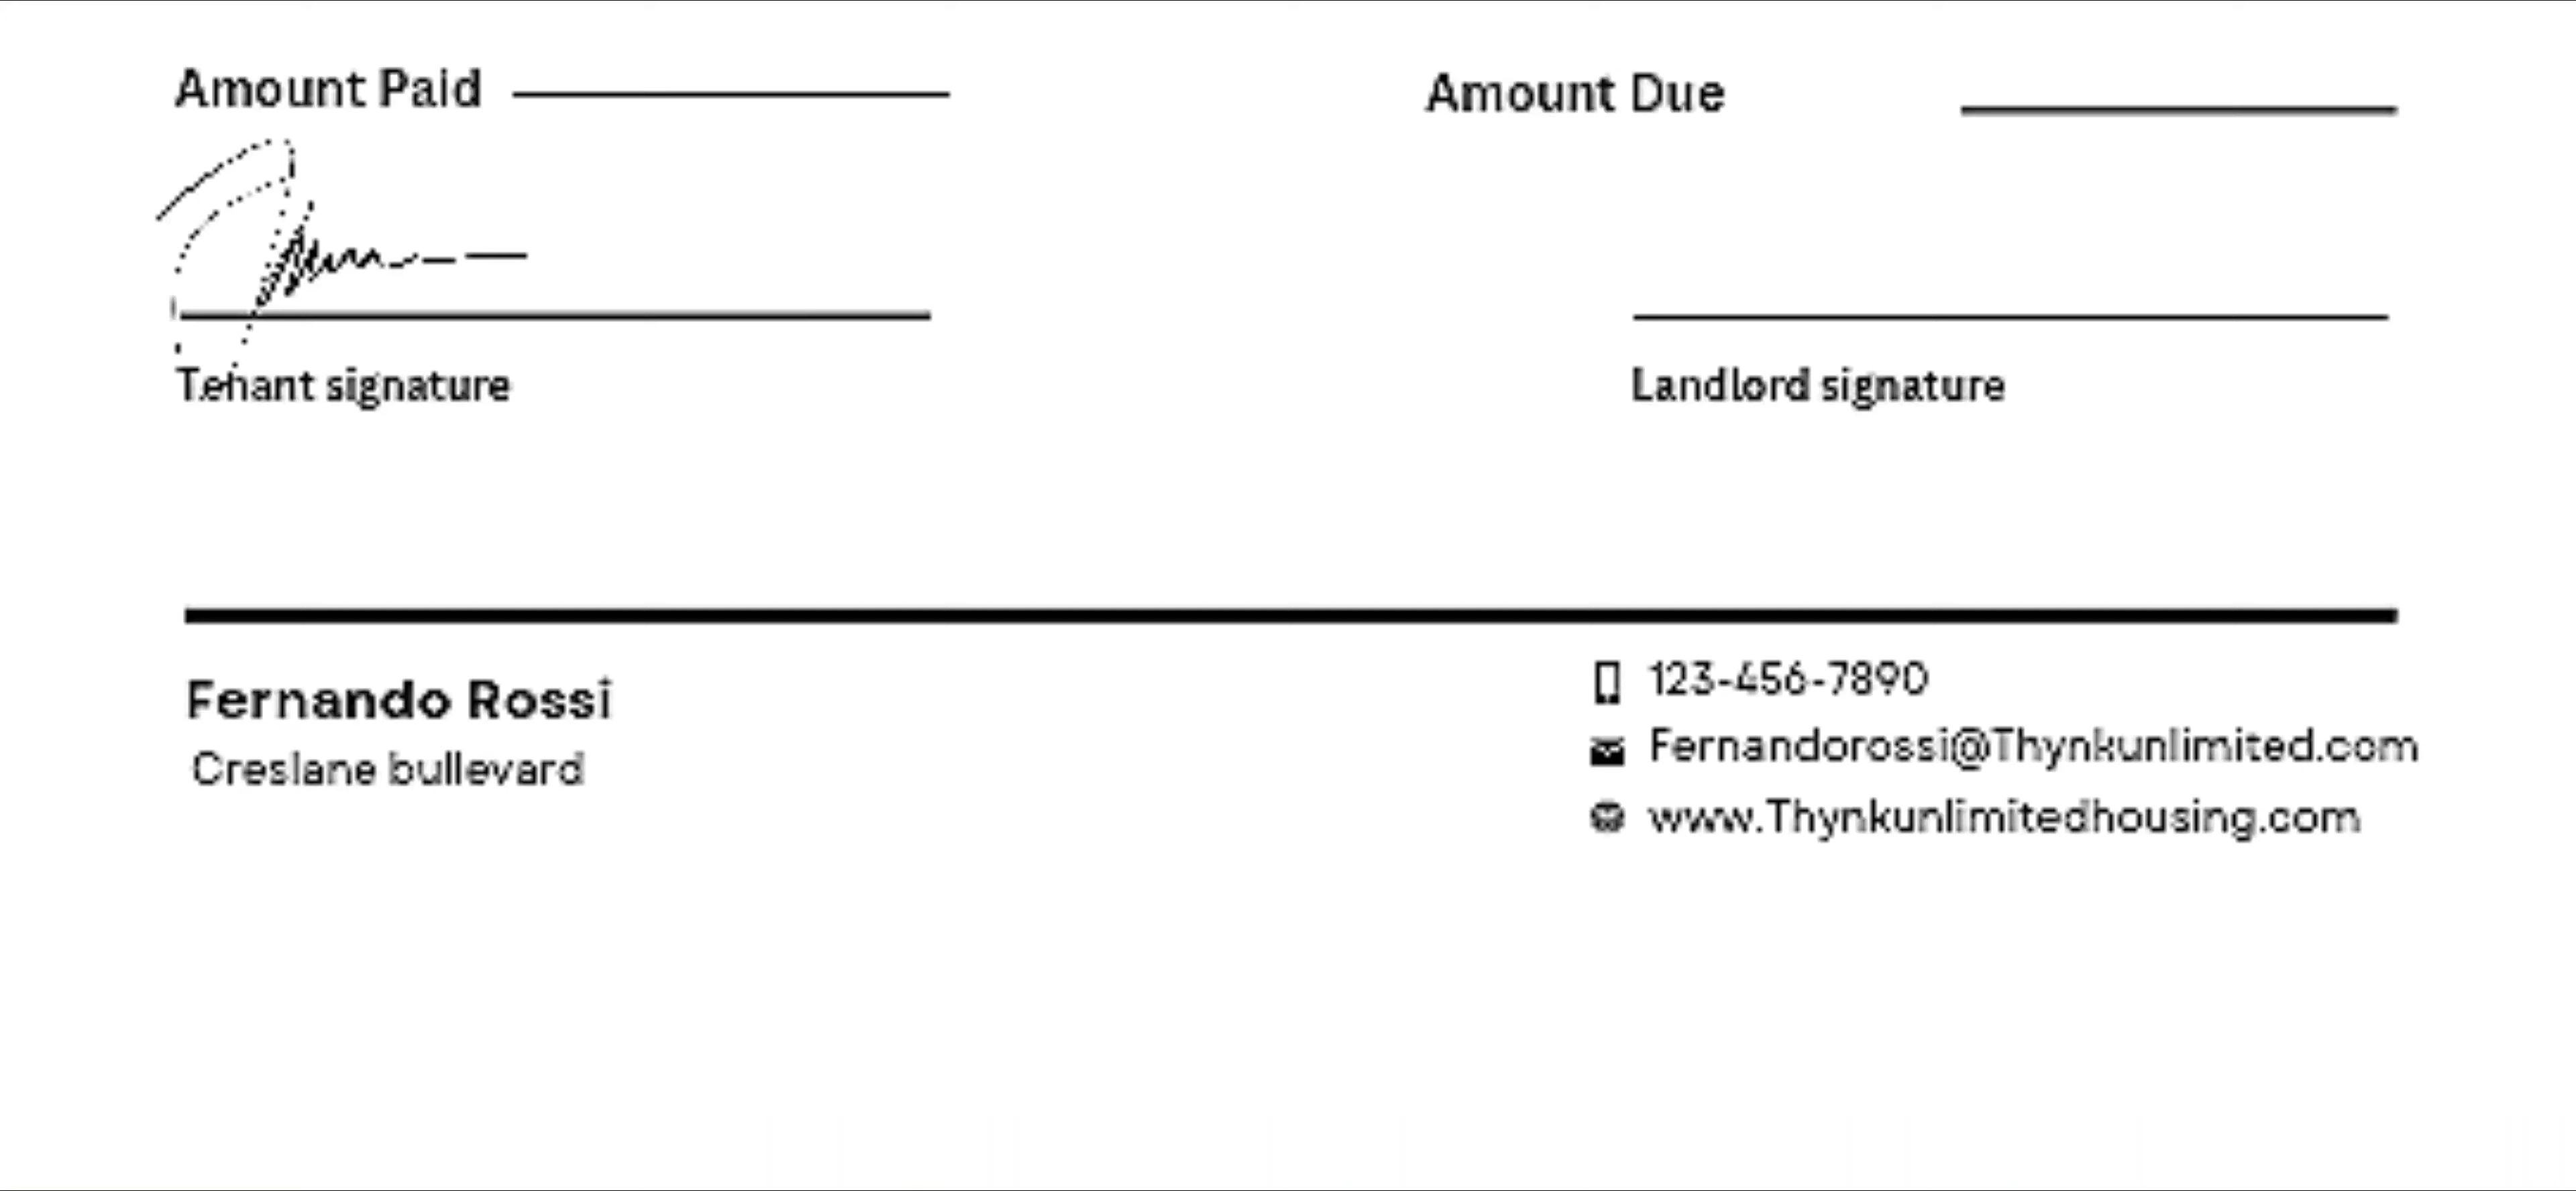 Amount Paid
Amount Due
Tenant signature
Landlord signature
Fernando Rossi
Creslane bullevard
123-456-7890
Fernandorossi@Thynkunlimited.com
www.Thynkunlimitedhousing.com